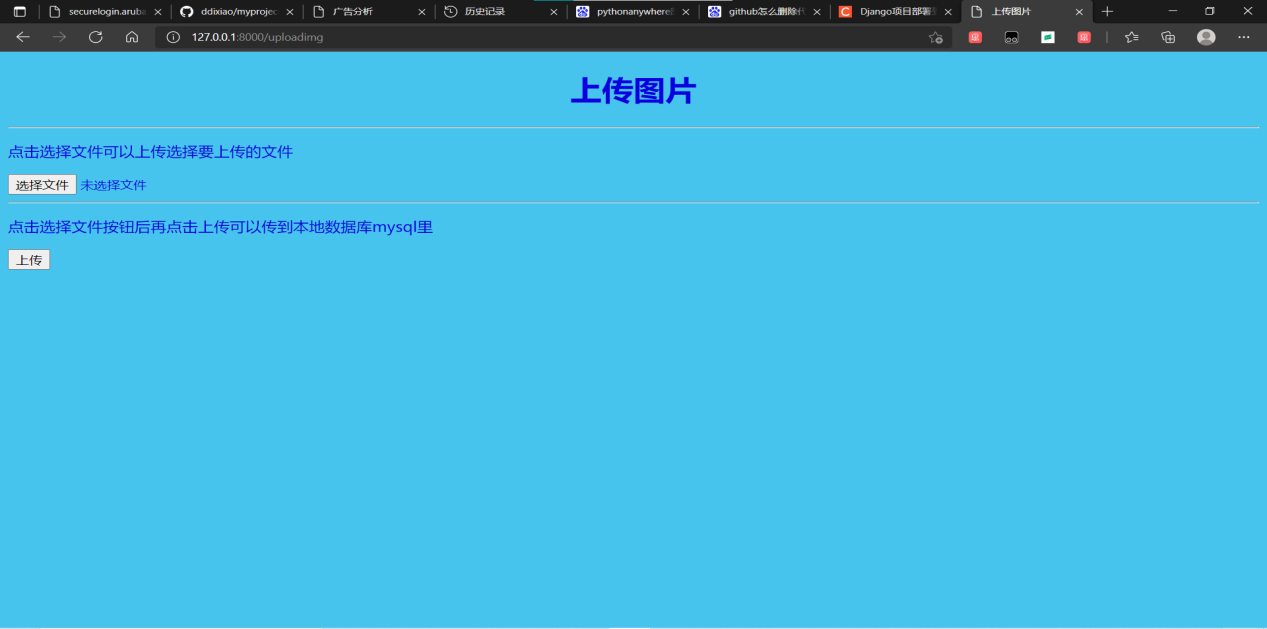 securelogin.aruba
ddixiao/myprojec
广告分析
历史记录
pythonanywhere
github怎么删除
Django项目部署
上传图片
127.0.0.1:8000/uploadimg
上传图片
点击选择文件可以上传选择要上传的文件
选择文件 未选择文件
点击选择文件按钮后再点击上传可以传到本地数据库mysql里
上传